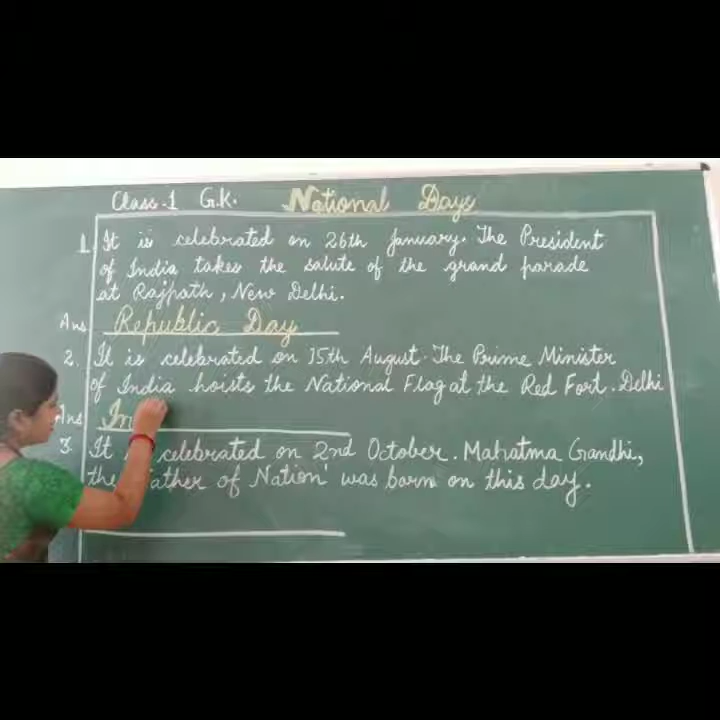 Class-1 G.K. National Days
1. It is celebrated on 26th January. The President
of India takes the salute of the grand parade
at Rajpath, New Delhi.
Ans Republic Day
2. It is celebrated on 15th August. The Prime Minister
of India hoists the National Flag at the Red Fort. Delhi
Ans In
3. It celebrated on 2nd October. Mahatma Gandhi,
the Father of Nation' was born on this day.